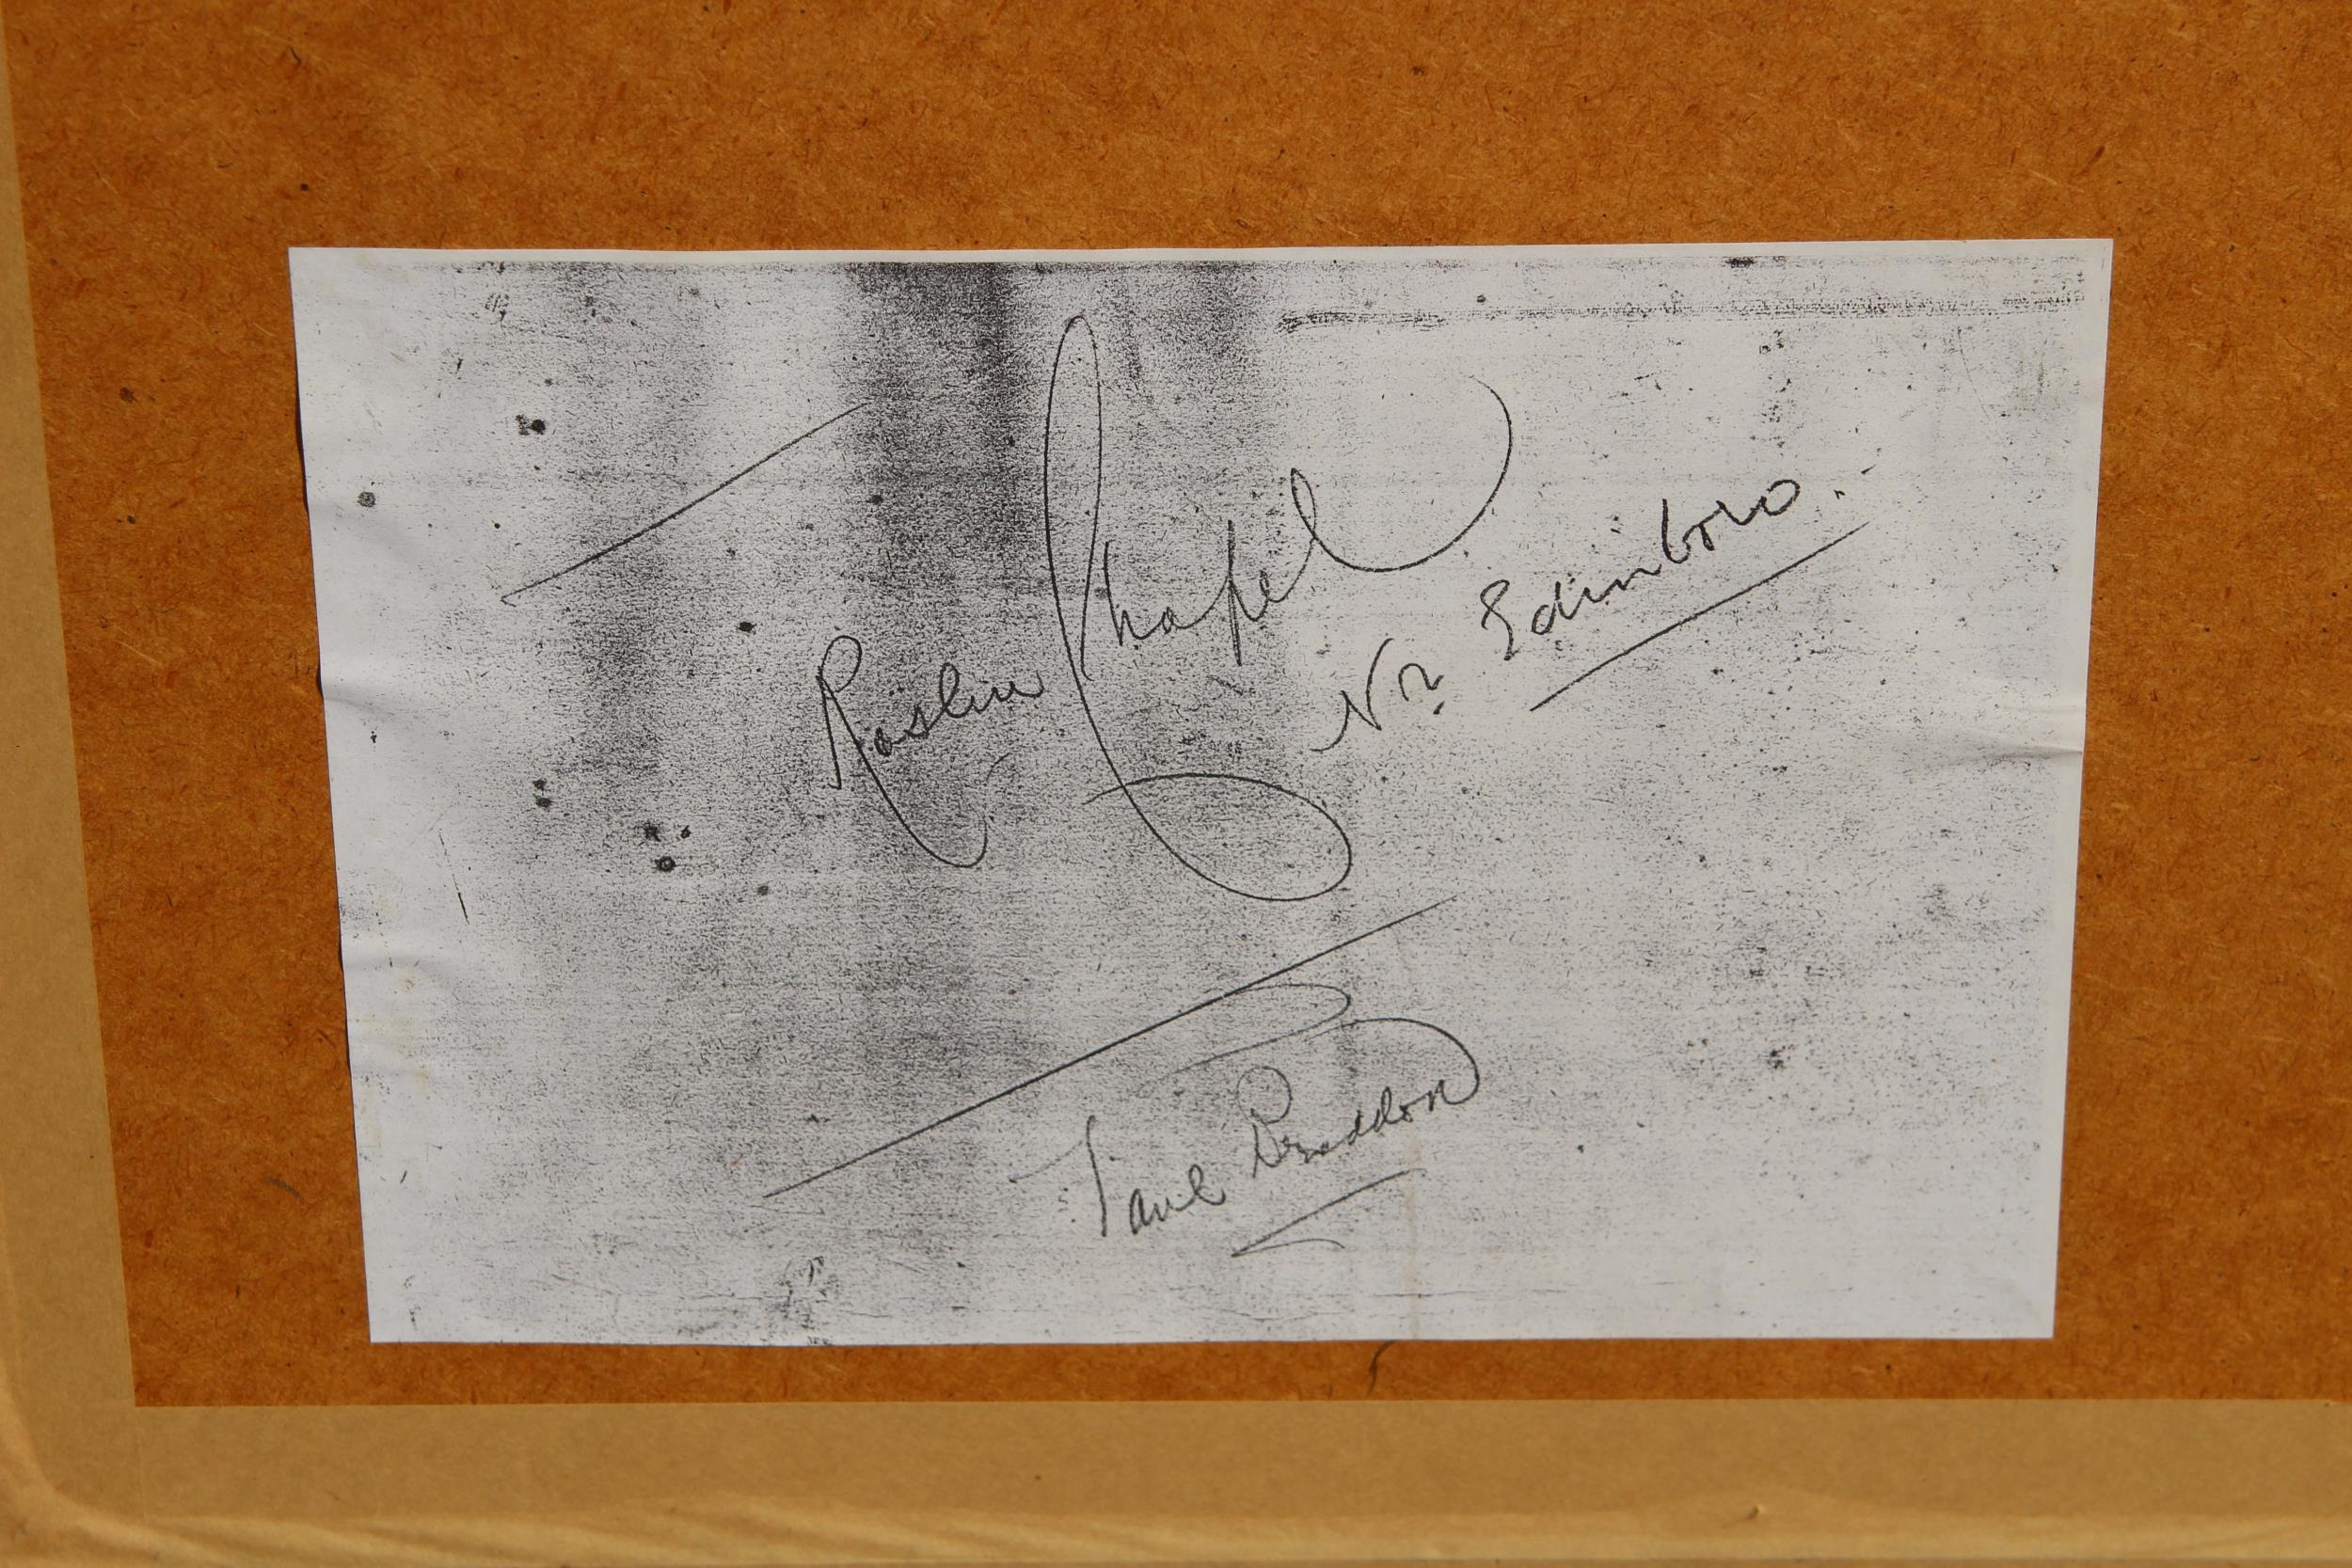 Roslin Chapel
Nr. Edinboro.
Paul Braddon